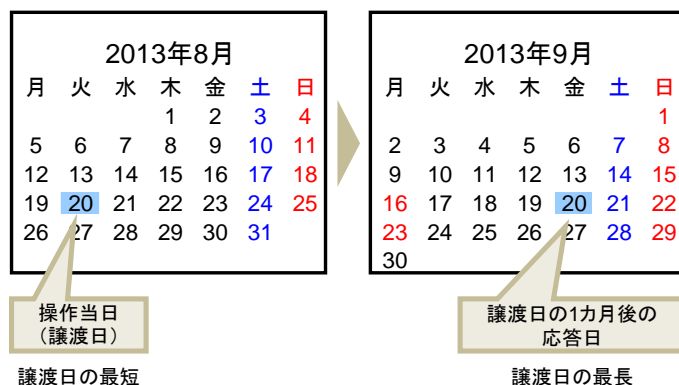 2013年8月
月 火 水 木 金 土 日
1 2 3 4
5 6 7 8 9 10 11
12 13 14 15 16 17 18
19 20 21 22 23 24 25
26 27 28 29 30 31
操作当日
(譲渡日)
譲渡日の最短
2013年9月
月 火 水 木 金 土 日
1
2 3 4 5 6 7 8
9 10 11 12 13 14 15
16 17 18 19 20 21 22
23 24 25 26 27 28 29
30
譲渡日の1カ月後の
応答日
譲渡日の最長